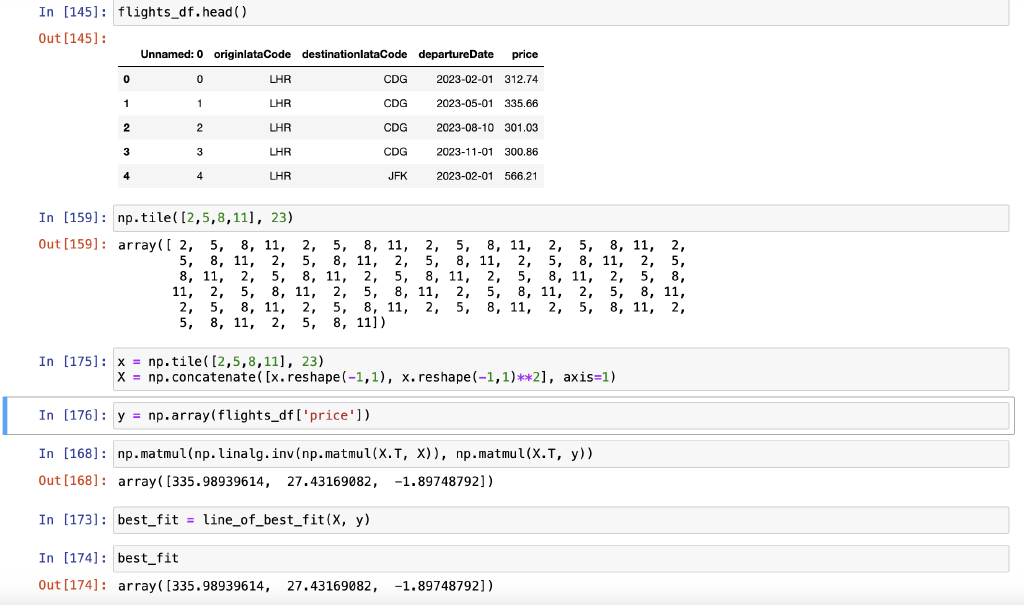 In [145]: flights_df.head()
Out[145]:
Unnamed: 0 originIataCode destinationIataCode departureDate price
0 0 LHR CDG 2023-02-01 312.74
1 1 LHR CDG 2023-05-01 335.66
2 2 LHR CDG 2023-08-10 301.03
3 3 LHR CDG 2023-11-01 300.86
4 4 LHR JFK 2023-02-01 566.21
In [159]: np.tile([2,5,8,11], 23)
Out[159]: array([ 2, 5, 8, 11, 2, 5, 8, 11, 2, 5, 8, 11, 2, 5, 8, 11, 2,
5, 8, 11, 2, 5, 8, 11, 2, 5, 8, 11, 2, 5, 8, 11, 2, 5,
8, 11, 2, 5, 8, 11, 2, 5, 8, 11, 2, 5, 8, 11, 2, 5, 8,
11, 2, 5, 8, 11, 2, 5, 8, 11, 2, 5, 8, 11, 2, 5, 8, 11,
2, 5, 8, 11, 2, 5, 8, 11, 2, 5, 8, 11, 2, 5, 8, 11, 2,
5, 8, 11, 2, 5, 8, 11])
In [175]: x = np.tile([2,5,8,11], 23)
X = np.concatenate([x.reshape(-1,1), x.reshape(-1,1)**2], axis=1)
In [176]: y = np.array(flights_df['price'])
In [168]: np.matmul(np.linalg.inv(np.matmul(X.T, X)), np.matmul(X.T, y))
Out[168]: array([335.98939614, 27.43169082, -1.89748792])
In [173]: best_fit = line_of_best_fit(X, y)
In [174]: best_fit
Out[174]: array([335.98939614, 27.43169082, -1.89748792])